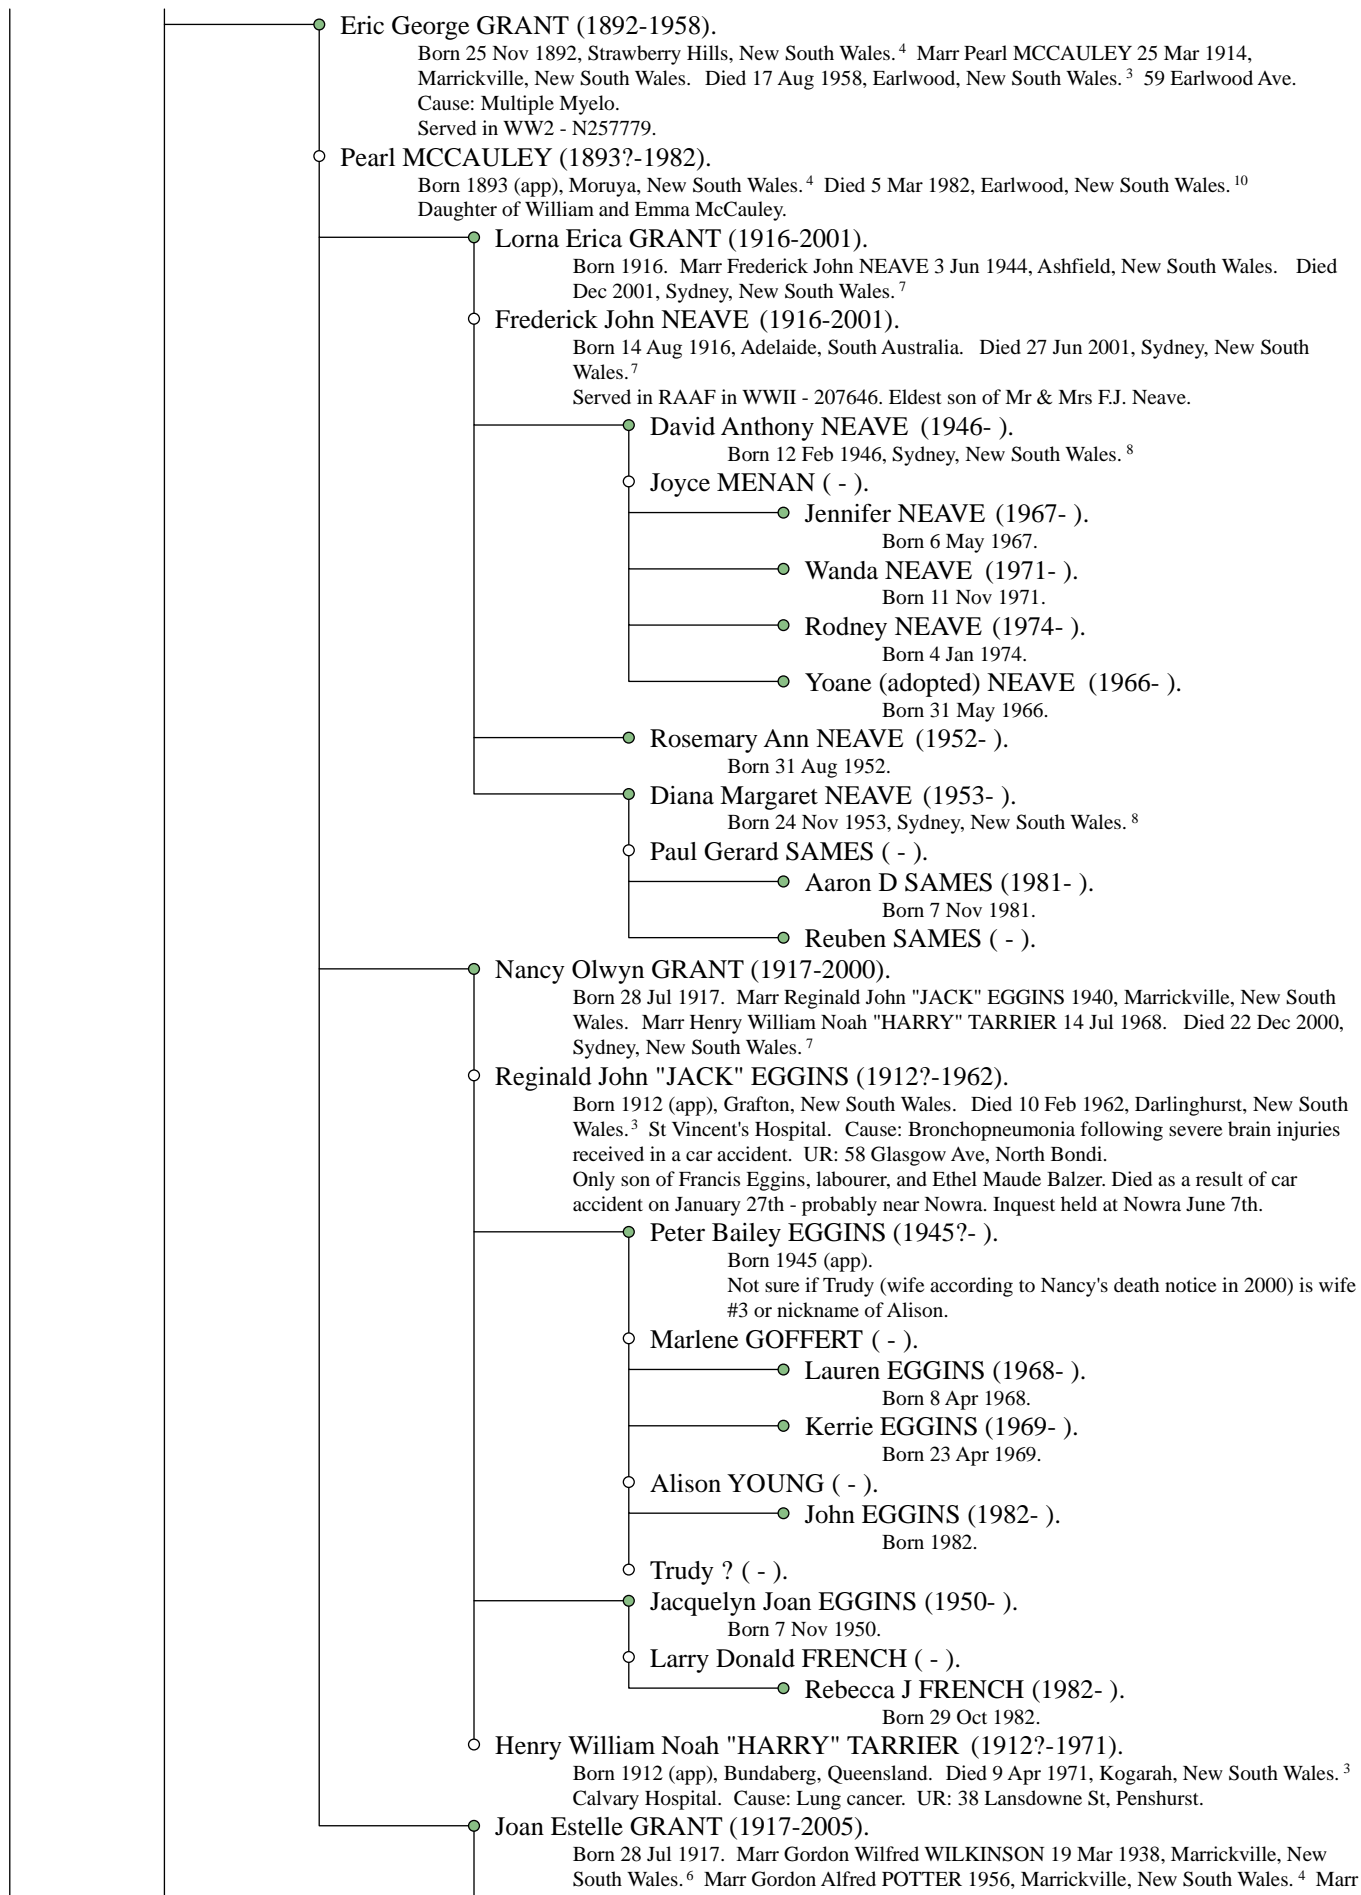 Eric George GRANT (1892-1958).
Born 25 Nov 1892, Strawberry Hills, New South Wales. 4 Marr Pearl MCCAULEY 25 Mar 1914,
Marrickville, New South Wales. Died 17 Aug 1958, Earlwood, New South Wales. 3 59 Earlwood Ave.
Cause: Multiple Myelo.
Served in WW2 - N257779.
Pearl MCCAULEY (1893?-1982).
Born 1893 (app), Moruya, New South Wales. 4 Died 5 Mar 1982, Earlwood, New South Wales. 10
Daughter of William and Emma McCauley.
Lorna Erica GRANT (1916-2001).
Born 1916. Marr Frederick John NEAVE 3 Jun 1944, Ashfield, New South Wales. Died
Dec 2001, Sydney, New South Wales. 7
Frederick John NEAVE (1916-2001).
Born 14 Aug 1916, Adelaide, South Australia. Died 27 Jun 2001, Sydney, New South
Wales. 7
Served in RAAF in WWII - 207646. Eldest son of Mr & Mrs F.J. Neave.
David Anthony NEAVE (1946- ).
Born 12 Feb 1946, Sydney, New South Wales. 8
Joyce MENAN ( - ).
Jennifer NEAVE (1967- ).
Born 6 May 1967.
Wanda NEAVE (1971- ).
Born 11 Nov 1971.
Rodney NEAVE (1974- ).
Born 4 Jan 1974.
Yoane (adopted) NEAVE (1966- ).
Born 31 May 1966.
Rosemary Ann NEAVE (1952- ).
Born 31 Aug 1952.
Diana Margaret NEAVE (1953- ).
Born 24 Nov 1953, Sydney, New South Wales. 8
Paul Gerard SAMES ( - ).
Aaron D SAMES (1981- ).
Born 7 Nov 1981.
Reuben SAMES ( - ).
Nancy Olwyn GRANT (1917-2000).
Born 28 Jul 1917. Marr Reginald John "JACK" EGGINS 1940, Marrickville, New South
Wales. Marr Henry William Noah "HARRY" TARRIER 14 Jul 1968. Died 22 Dec 2000,
Sydney, New South Wales. 7
Reginald John "JACK" EGGINS (1912?-1962).
Born 1912 (app), Grafton, New South Wales. Died 10 Feb 1962, Darlinghurst, New South
Wales. 3 St Vincent's Hospital. Cause: Bronchopneumonia following severe brain injuries
received in a car accident. UR: 58 Glasgow Ave, North Bondi.
Only son of Francis Eggins, labourer, and Ethel Maude Balzer. Died as a result of car
accident on January 27th - probably near Nowra. Inquest held at Nowra June 7th.
Peter Bailey EGGINS (1945?- ).
Born 1945 (app).
Not sure if Trudy (wife according to Nancy's death notice in 2000) is wife
#3 or nickname of Alison.
Marlene GOFFERT ( - ).
Lauren EGGINS (1968- ).
Born 8 Apr 1968.
Kerrie EGGINS (1969- ).
Born 23 Apr 1969.
Alison YOUNG ( - ).
John EGGINS (1982- ).
Born 1982.
Trudy ? ( - ).
Jacquelyn Joan EGGINS (1950- ).
Born 7 Nov 1950.
Larry Donald FRENCH ( - ).
Rebecca J FRENCH (1982- ).
Born 29 Oct 1982.
Henry William Noah "HARRY" TARRIER (1912?-1971).
Born 1912 (app), Bundaberg, Queensland. Died 9 Apr 1971, Kogarah, New South Wales. 3
Calvary Hospital. Cause: Lung cancer. UR: 38 Lansdowne St, Penshurst.
Joan Estelle GRANT (1917-2005).
Born 28 Jul 1917. Marr Gordon Wilfred WILKINSON 19 Mar 1938, Marrickville, New
South Wales. 6 Marr Gordon Alfred POTTER 1956, Marrickville, New South Wales. 4 Marr